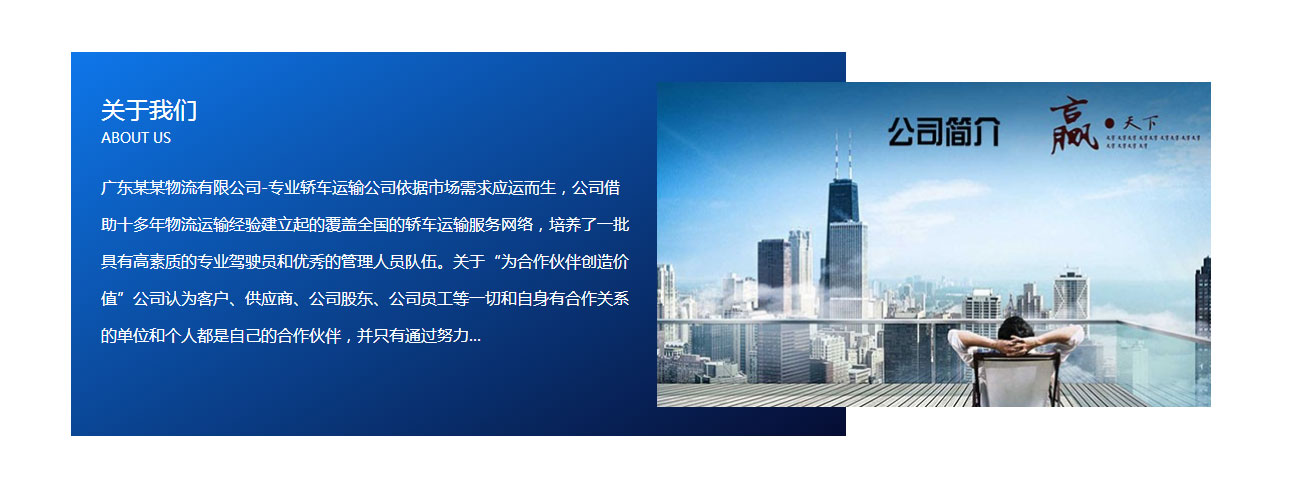 关于我们
ABOUT US
广东某某物流有限公司-专业轿车运输公司依据市场需求应运而生，公司借
助十多年物流运输经验建立起的覆盖全国的轿车运输服务网络，培养了一批
具有高素质的专业驾驶员和优秀的管理人员队伍。关于“为合作伙伴创造价
值”公司认为客户、供应商、公司股东、公司员工等一切和自身有合作关系
的单位和个人都是自己的合作伙伴，并只有通过努力...
公司简介
赢•天下